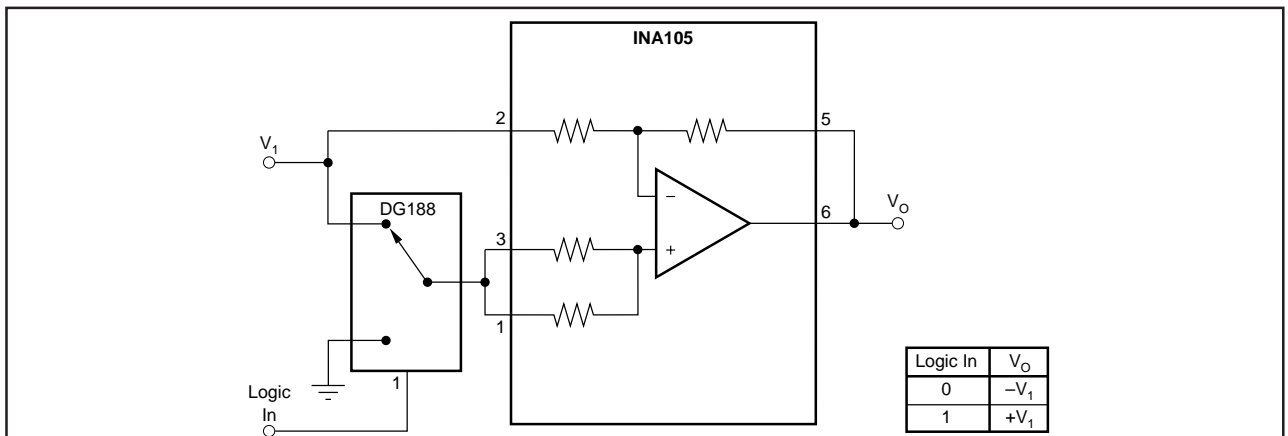 INA105
2
5
V1
DG188
−
VO
6
3
+
1
1
Logic
In
Logic In VO
0 –V1
1 +V1